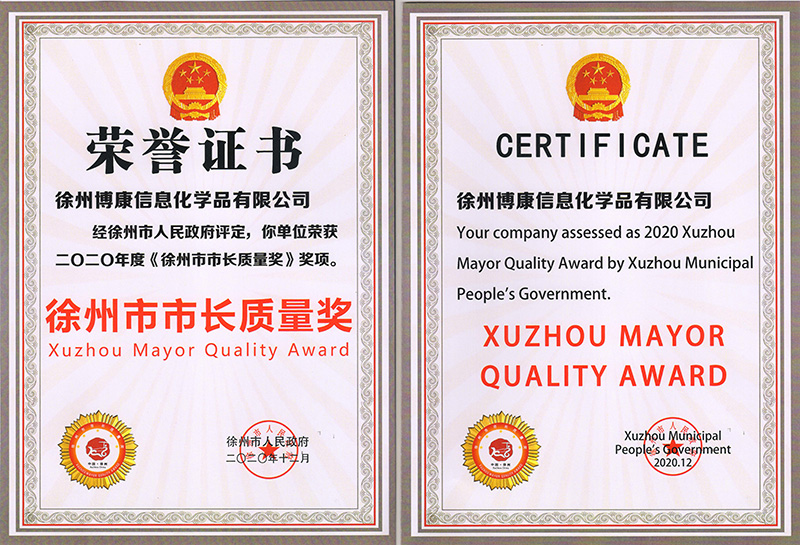 荣誉证书
徐州博康信息化学品有限公司
经徐州市人民政府评定，你单位荣获
二〇二〇年度《徐州市市长质量奖》奖项。
徐州市市长质量奖
Xuzhou Mayor Quality Award
徐州市人民政府
二〇二〇年十二月
CERTIFICATE
徐州博康信息化学品有限公司
Your company assessed as 2020 Xuzhou
Mayor Quality Award by Xuzhou Municipal
People's Government.
XUZHOU MAYOR
QUALITY AWARD
Xuzhou Municipal
People's Government
2020.12